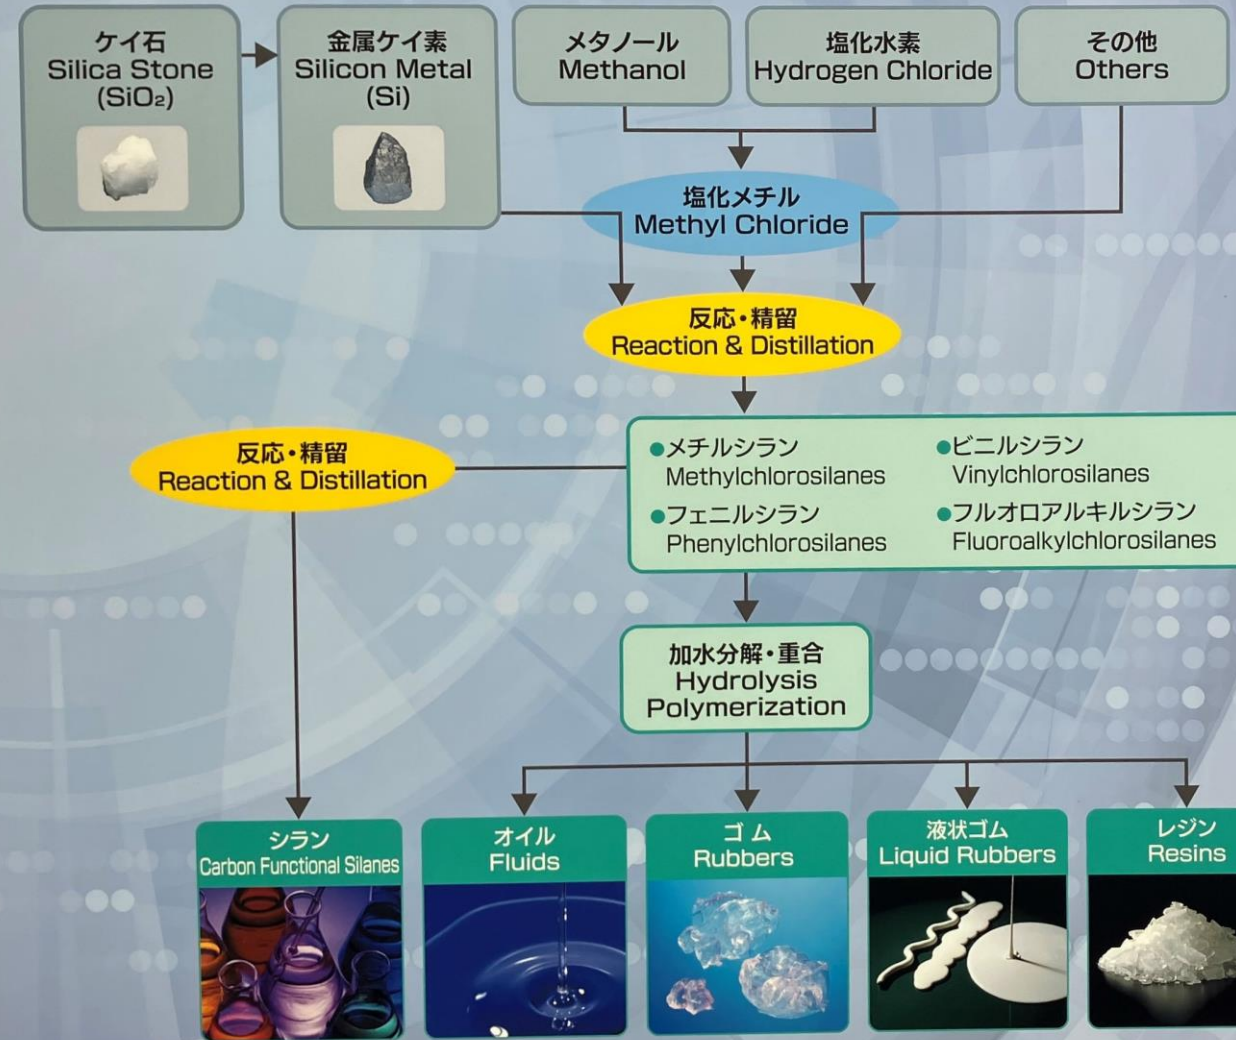 ケイ石
Silica Stone
(SiO₂)
金属ケイ素
Silicon Metal
(Si)
メタノール
Methanol
塩化水素
Hydrogen Chloride
その他
Others
塩化メチル
Methyl Chloride
反応・精留
Reaction & Distillation
反応・精留
Reaction & Distillation
●メチルシラン
Methylchlorosilanes
●ビニルシラン
Vinylchlorosilanes
●フェニルシラン
Phenylchlorosilanes
●フルオロアルキルシラン
Fluoroalkylchlorosilanes
加水分解・重合
Hydrolysis
Polymerization
シラン
Carbon Functional Silanes
オイル
Fluids
ゴム
Rubbers
液状ゴム
Liquid Rubbers
レジン
Resins